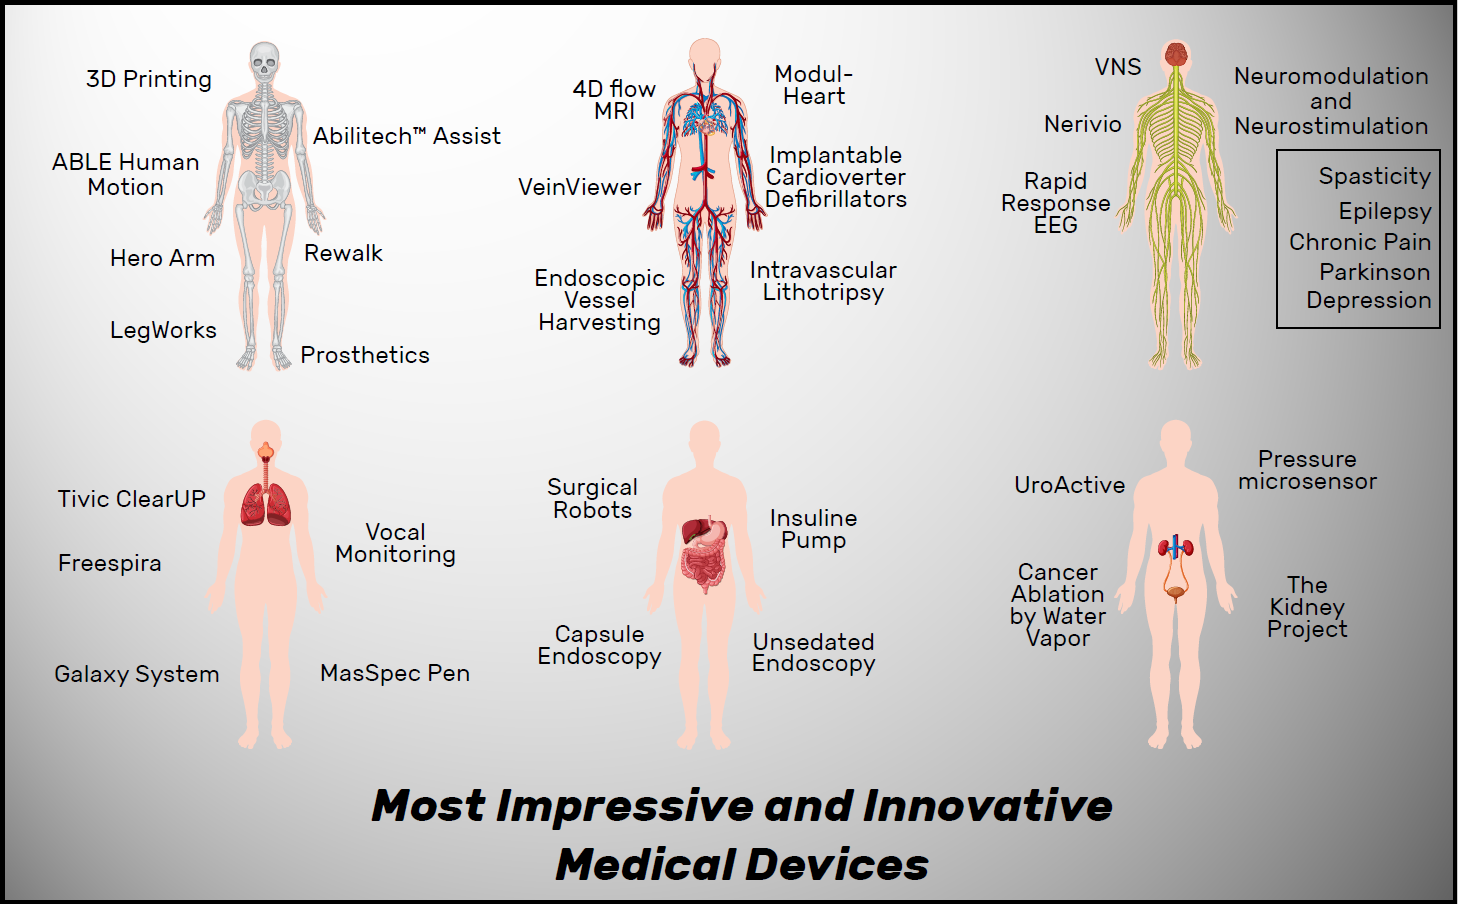 3D Printing
Abilitech™ Assist
ABLE Human
Motion
Hero Arm
Rewalk
LegWorks
Prosthetics
4D flow
MRI
Modul-
Heart
VeinViewer
Implantable
Cardioverter
Defibrillators
Endoscopic
Vessel
Harvesting
Intravascular
Lithotripsy
VNS
Neuromodulation
and
Neurostimulation
Nerivio
Rapid
Response
EEG
Spasticity
Epilepsy
Chronic Pain
Parkinson
Depression
Tivic ClearUP
Vocal
Monitoring
Freespira
Galaxy System
MasSpec Pen
Surgical
Robots
Insuline
Pump
Capsule
Endoscopy
Unsedated
Endoscopy
UroActive
Pressure
microsensor
Cancer
Ablation
by Water
Vapor
The
Kidney
Project
Most Impressive and Innovative
Medical Devices